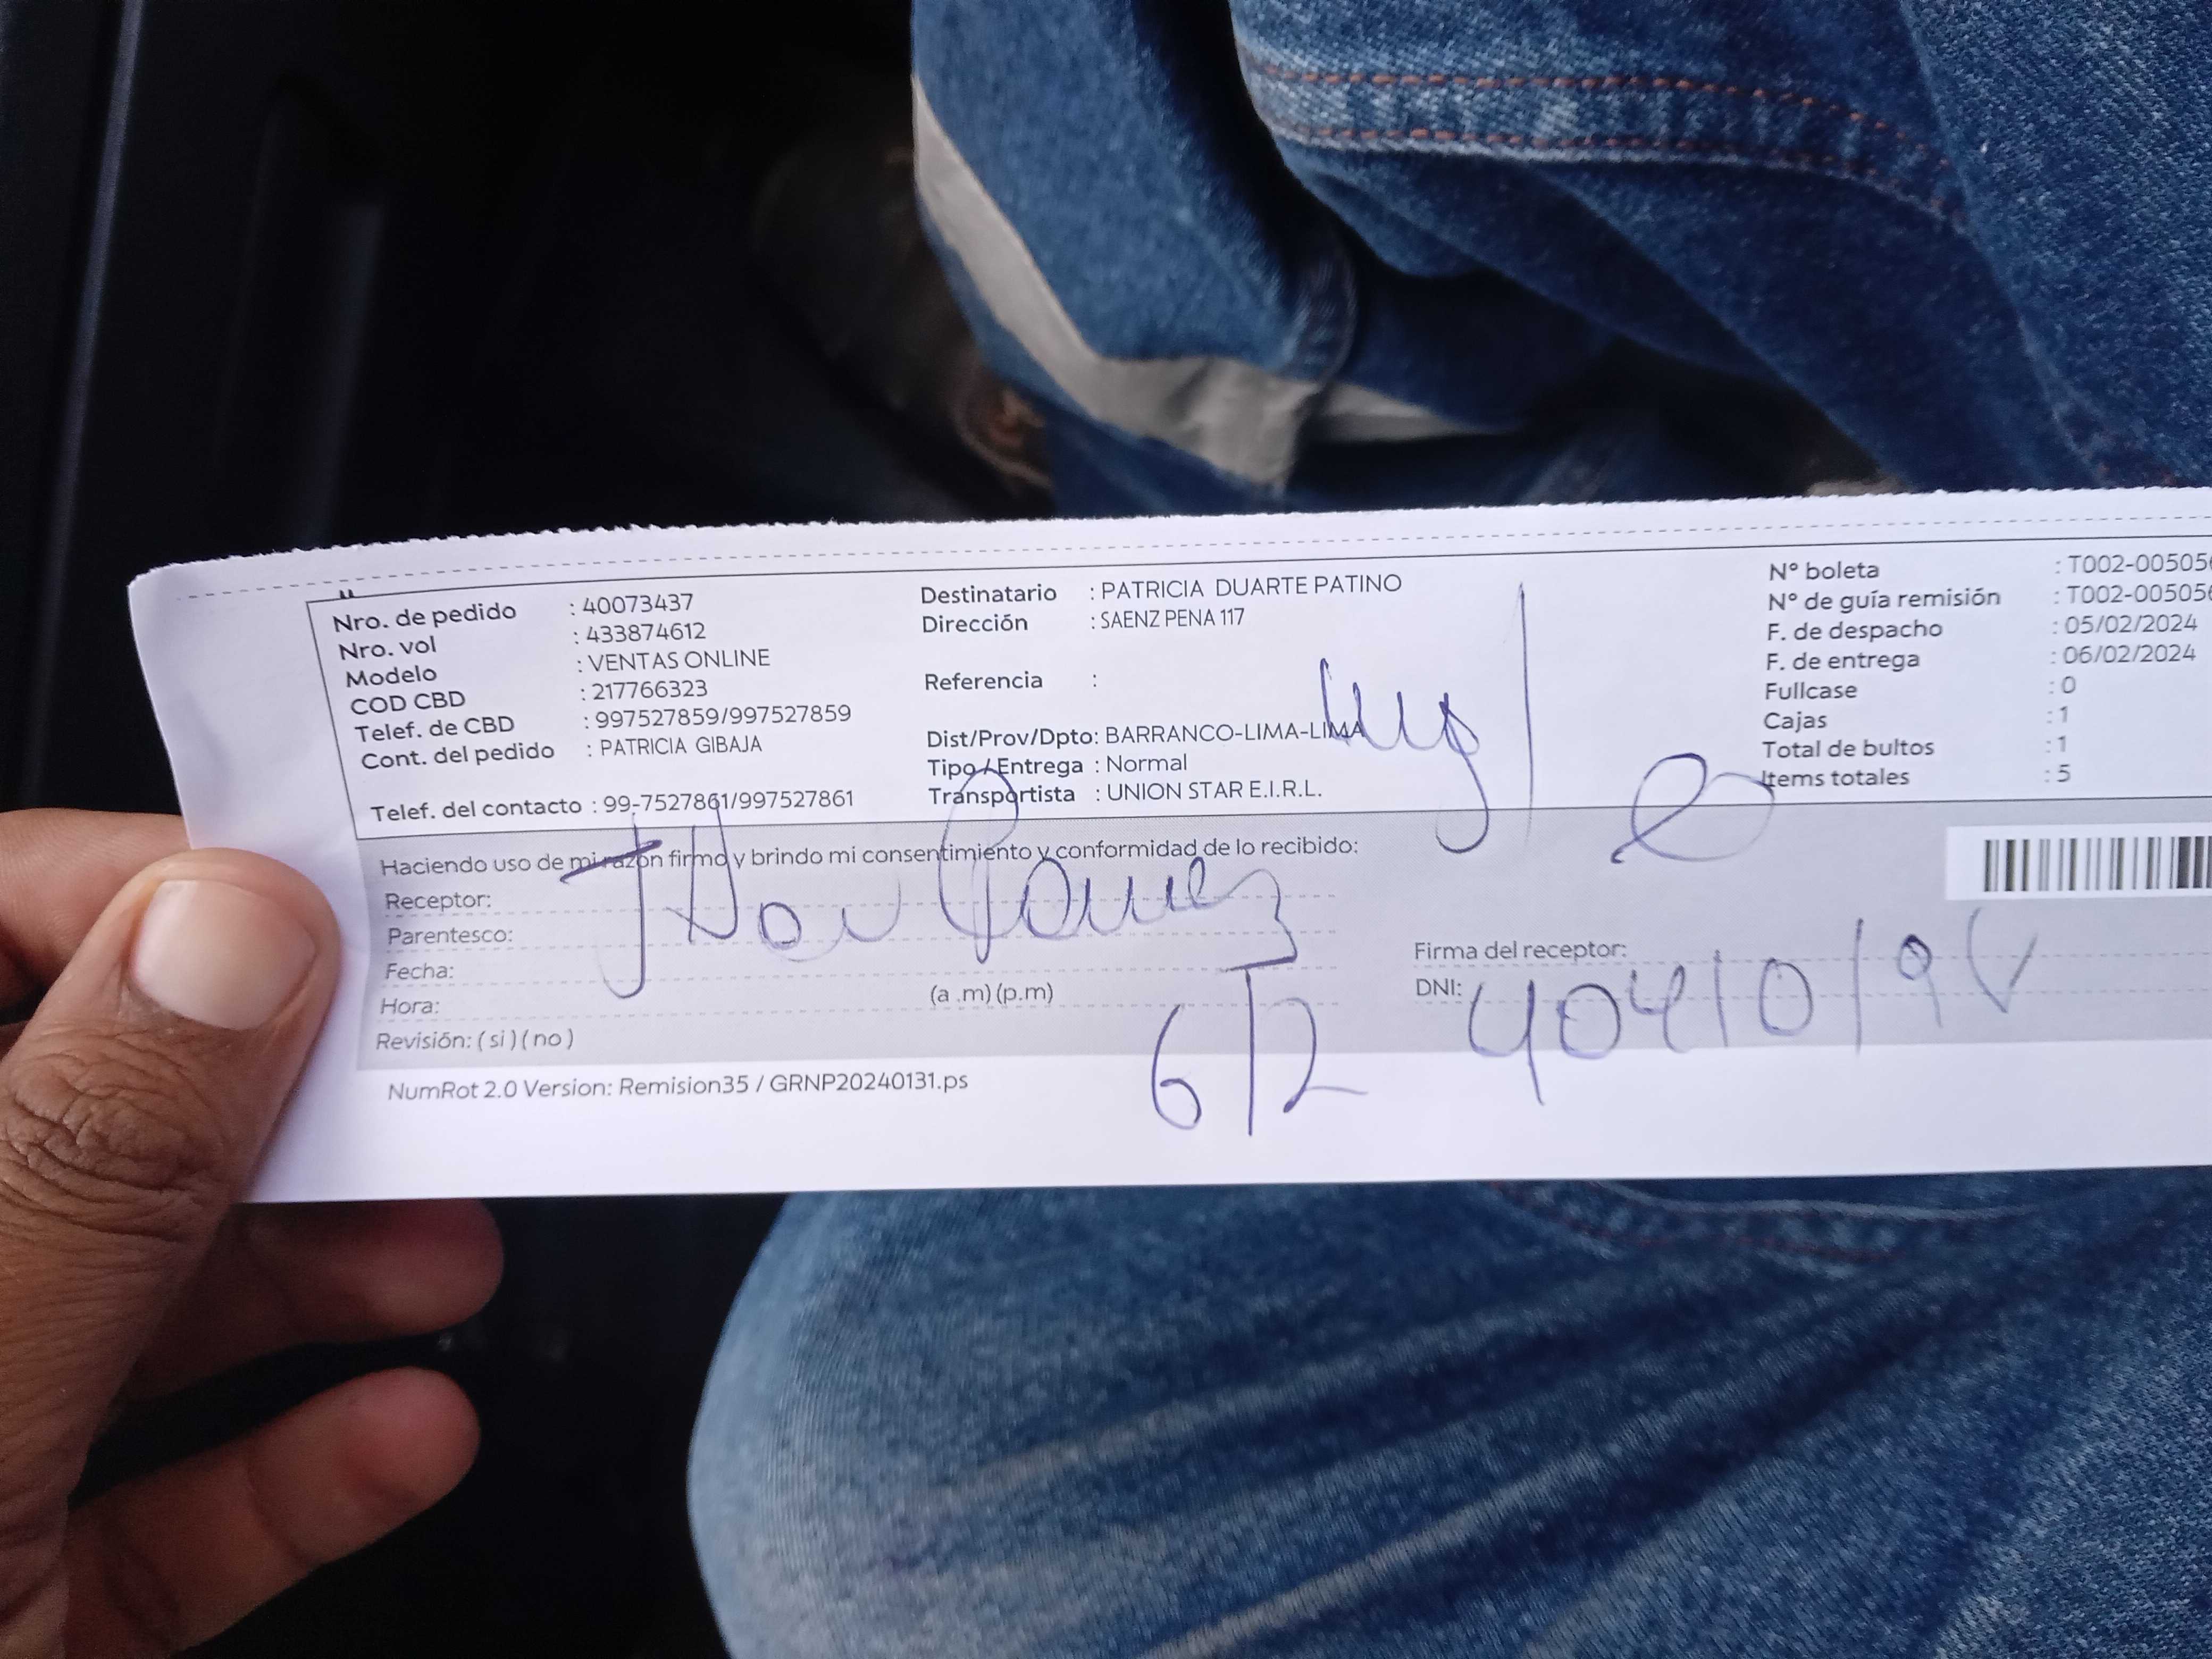 Nro. de pedido : 40073437
Nro. vol : 433874612
Modelo : VENTAS ONLINE
COD CBD : 217766323
Telef. de CBD : 997527859/997527859
Cont. del pedido : PATRICIA GIBAJA
Telef. del contacto : 99-7527861/997527861
Destinatario : PATRICIA DUARTE PATINO
Dirección : SAENZ PENA 117
Referencia :
Dist/Prov/Dpto: BARRANCO-LIMA-LIMA
Tipo / Entrega : Normal
Transportista : UNION STAR E.I.R.L.
N° boleta : T002-005056
N° de guía remisión : T002-005056
F. de despacho : 05/02/2024
F. de entrega : 06/02/2024
Fullcase : 0
Cajas : 1
Total de bultos : 1
Items totales : 5
Haciendo uso de mi razón firmo y brindo mi consentimiento y conformidad de lo recibido:
Receptor:
Parentesco:
Fecha:
Hora: (a .m) (p.m)
Revisión: ( si ) ( no )
6/2
Firma del receptor:
DNI:
NumRot 2.0 Version: Remision35 / GRNP20240131.ps